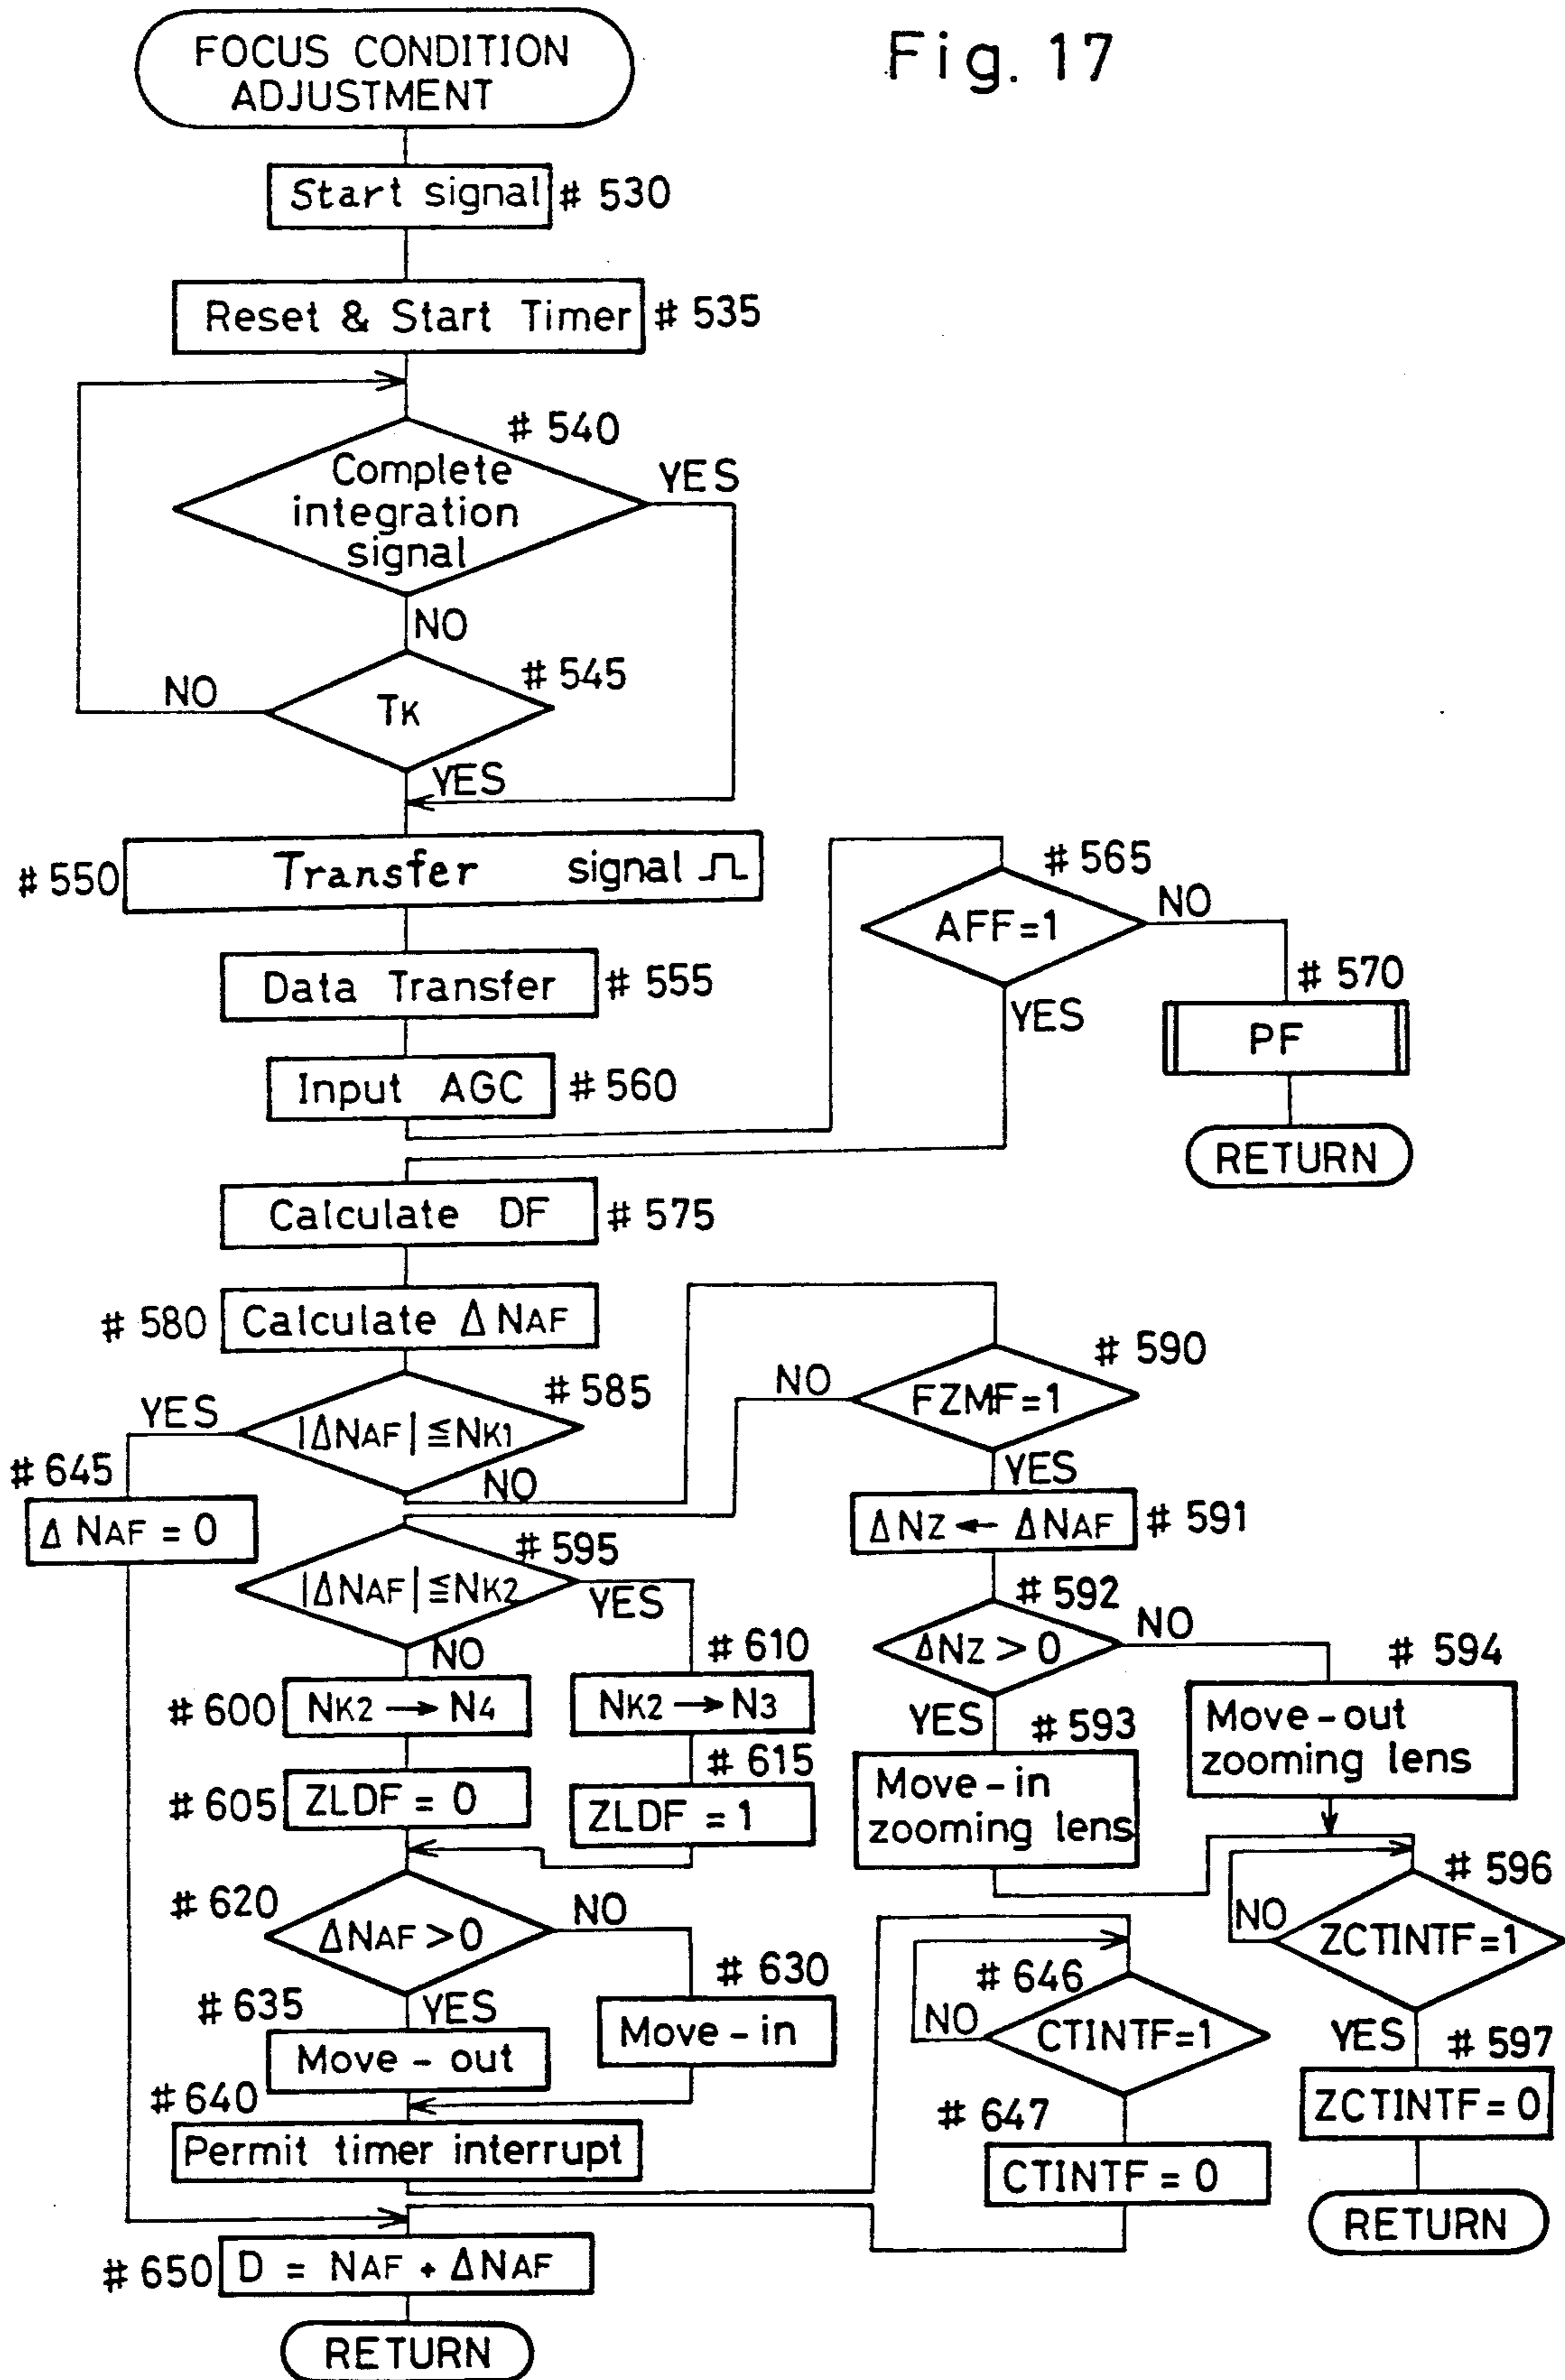 Fig. 17
FOCUS CONDITION
ADJUSTMENT
Start signal # 530
Reset & Start Timer # 535
# 540
Complete
integration
signal
YES
NO
# 545
TK
NO
YES
# 550 Transfer signal
# 565
AFF=1
NO
YES
# 570
PF
RETURN
Data Transfer # 555
Input AGC # 560
Calculate DF # 575
# 580 Calculate ΔNAF
# 585
|ΔNAF|≦NK1
YES
NO
# 590
FZMF=1
NO
YES
# 645
ΔNAF=0
ΔNZ ← ΔNAF # 591
# 595
|ΔNAF|≦NK2
YES
NO
# 592
ΔNZ > 0
NO
YES
# 610
NK2 → N3
# 600 NK2 → N4
# 594
Move-out
zooming lens
# 593
Move-in
zooming lens
# 615
ZLDF = 1
# 605 ZLDF = 0
# 596
ZCTINTF=1
NO
YES
# 620
ΔNAF > 0
NO
YES
# 630
Move-in
# 635
Move-out
# 646
CTINTF=1
NO
# 597
ZCTINTF=0
RETURN
# 640
Permit timer interrupt
# 647
CTINTF=0
# 650 D = NAF + ΔNAF
RETURN